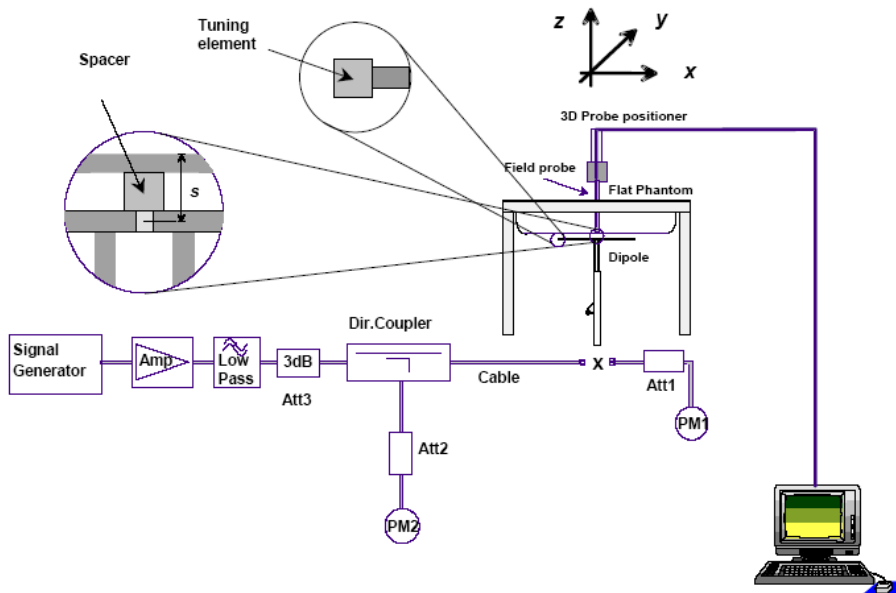 Tuning
element
Spacer
z
y
x
3D Probe positioner
Field probe
Flat Phantom
s
Dipole
Dir.Coupler
Signal
Generator
Amp
Low
Pass
3dB
Att3
Cable
x
Att1
PM1
Att2
PM2